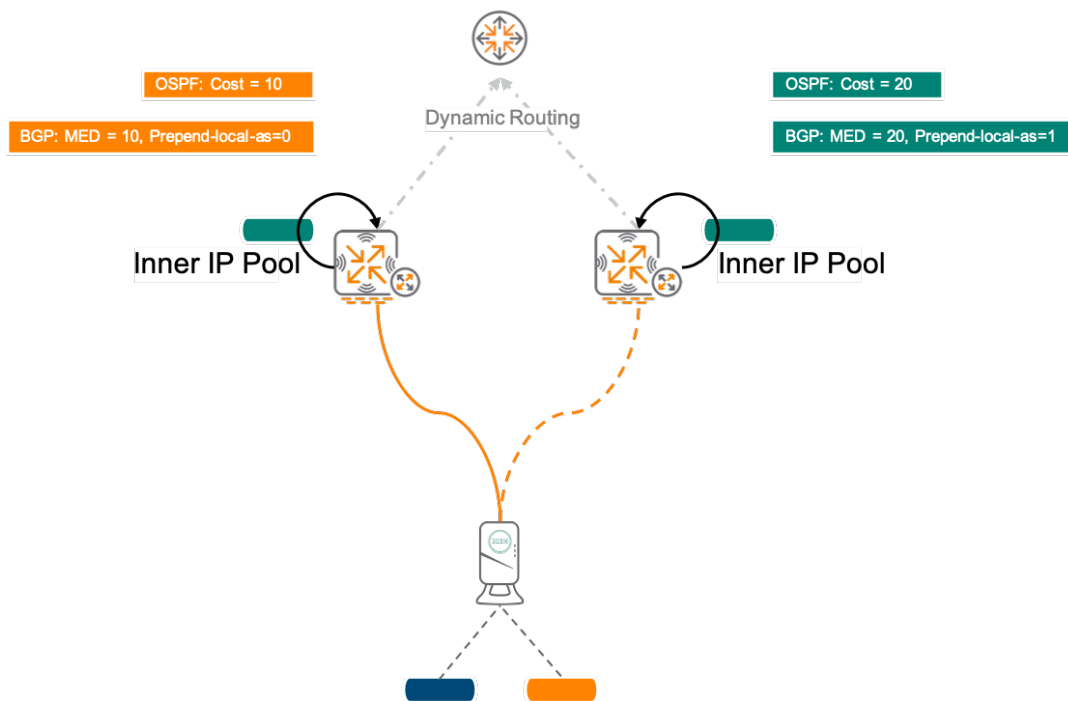 OSPF: Cost = 10
OSPF: Cost = 20
Dynamic Routing
BGP: MED = 10, Prepend-local-as=0
BGP: MED = 20, Prepend-local-as=1
Inner IP Pool
Inner IP Pool